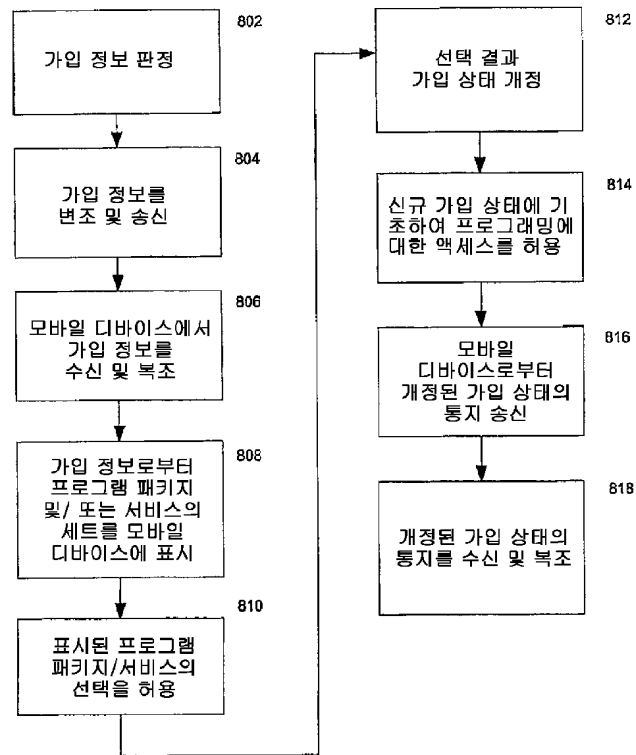 802
가입 정보 판정
804
가입 정보를
변조 및 송신
806
모바일 디바이스에서
가입 정보를
수신 및 복조
808
가입 정보로부터
프로그램 패키지
및/ 또는 서비스의
세트를 모바일
디바이스에 표시
810
표시된 프로그램
패키지/서비스의
선택을 허용
812
선택 결과
가입 상태 개정
814
신규 가입 상태에 기
초하여 프로그래밍에
대한 액세스를 허용
816
모바일
디바이스로부터
개정된 가입 상태의
통지 송신
818
개정된 가입 상태의
통지를 수신 및 복조